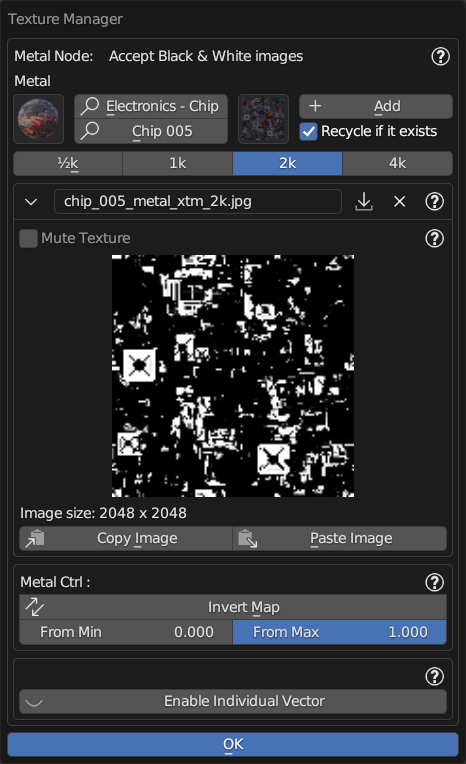 Texture Manager
Metal Node: Accept Black & White images
Metal
Electronics - Chip
Add
Chip 005
Recycle if it exists
½k 1k 2k 4k
chip_005_metal_xtm_2k.jpg
Mute Texture
Image size: 2048 x 2048
Copy Image Paste Image
Metal Ctrl :
Invert Map
From Min 0.000 From Max 1.000
Enable Individual Vector
OK